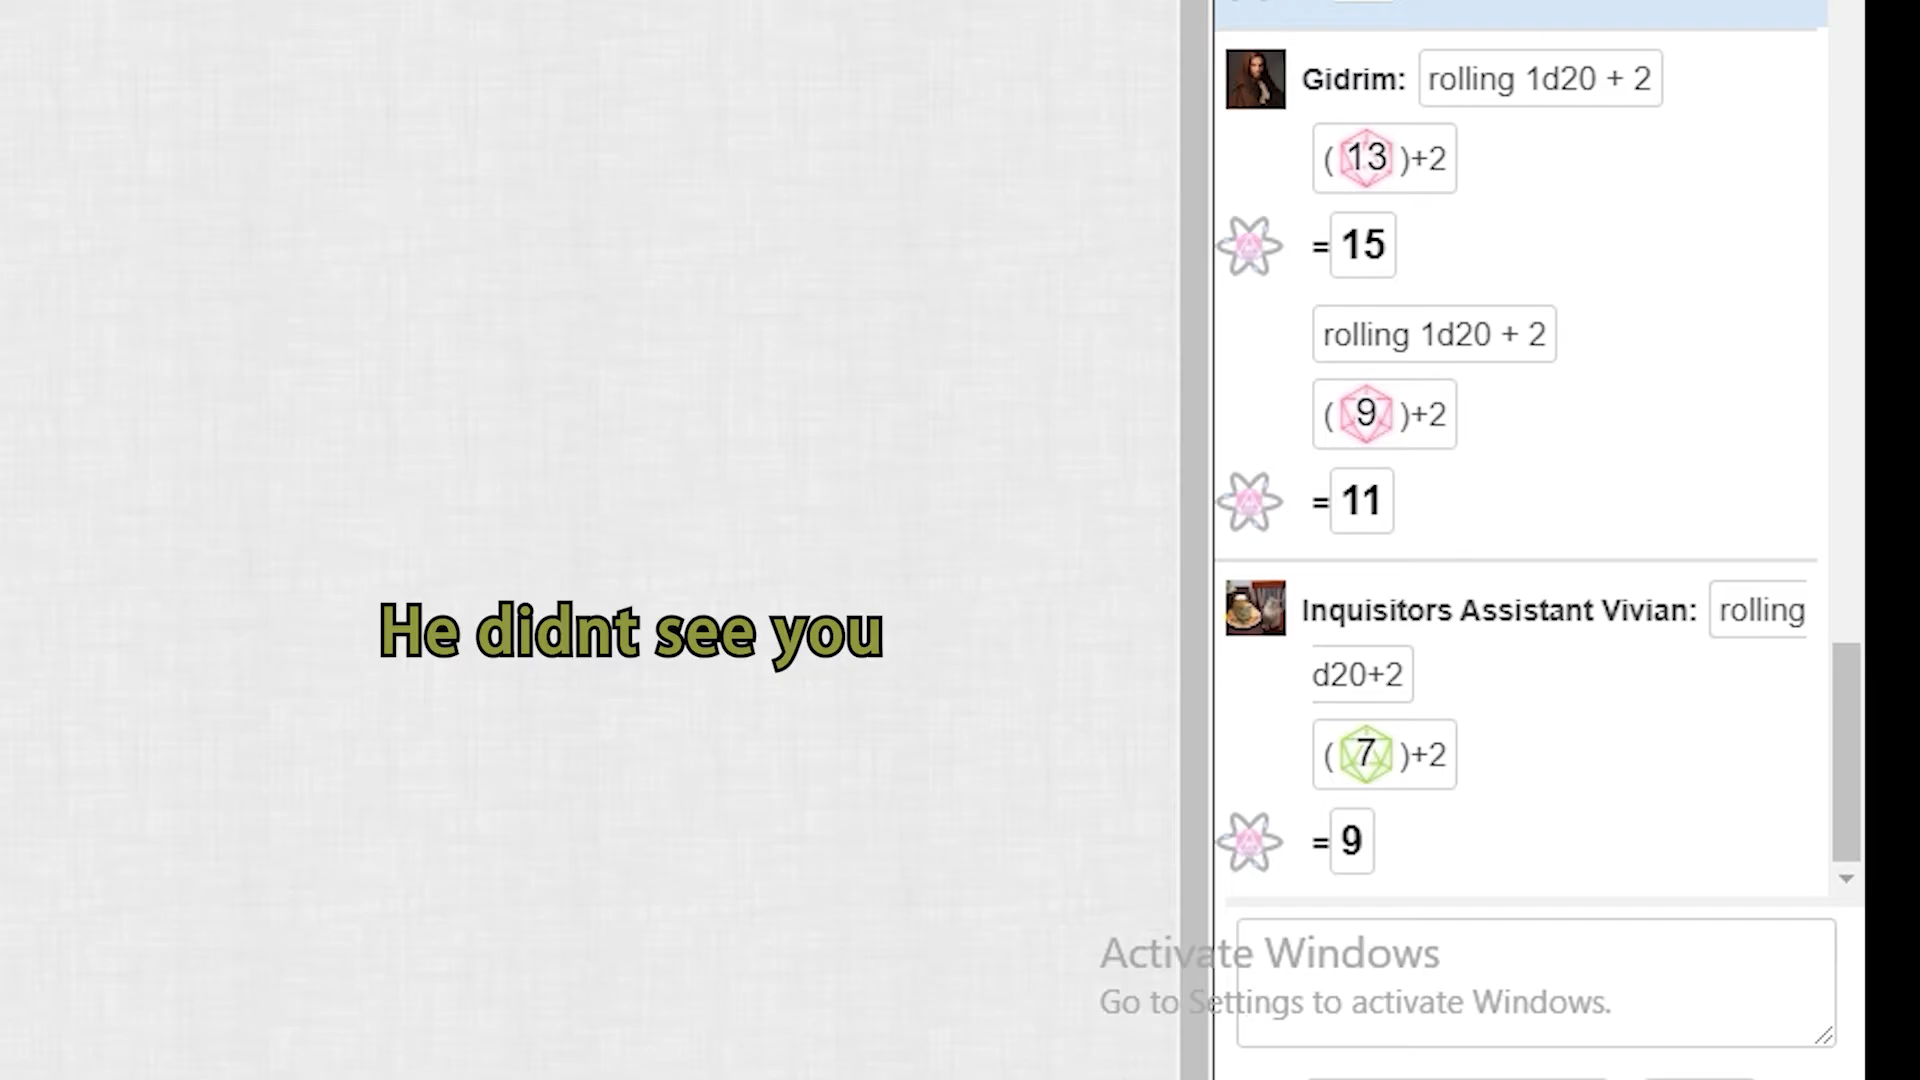 Gidrim: rolling 1d20 + 2
(13)+2
=15
rolling 1d20 + 2
(9)+2
=11
He didnt see you
Inquisitors Assistant Vivian: rolling
d20+2
(7)+2
=9
Activate Windows
Go to Settings to activate Windows.